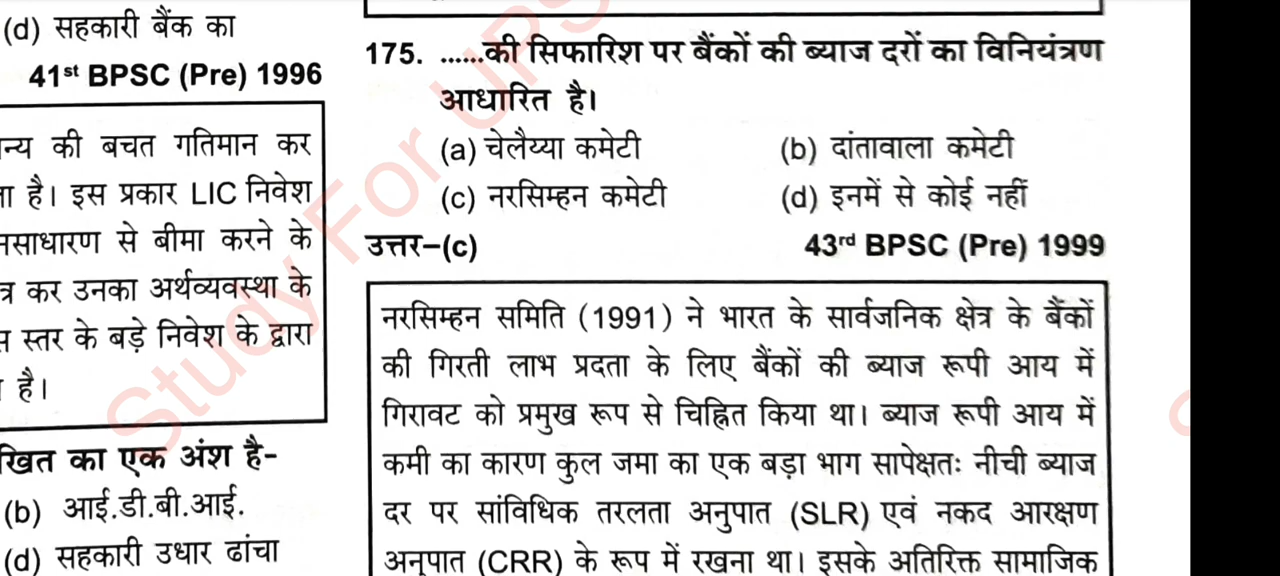 (d) सहकारी बैंक का
41st BPSC (Pre) 1996
की बचत गतिमान कर
है। इस प्रकार LIC निवेश
से बीमा करने के
कर उनका अर्थव्यवस्था के
स्तर के बड़े निवेश के द्वारा
है।
का एक अंश है-
(b) आई.डी.बी.आई.
(d) सहकारी उधार ढांचा
175. ......की सिफारिश पर बैंकों की ब्याज दरों का विनियंत्रण
आधारित है।
(a) चेलैय्या कमेटी (b) दांतावाला कमेटी
(c) नरसिम्हन कमेटी (d) इनमें से कोई नहीं
उत्तर–(c) 43rd BPSC (Pre) 1999
नरसिम्हन समिति (1991) ने भारत के सार्वजनिक क्षेत्र के बैंकों
की गिरती लाभ प्रदता के लिए बैंकों की ब्याज रूपी आय में
गिरावट को प्रमुख रूप से चिह्नित किया था। ब्याज रूपी आय में
कमी का कारण कुल जमा का एक बड़ा भाग सापेक्षतः नीची ब्याज
दर पर सांविधिक तरलता अनुपात (SLR) एवं नकद आरक्षण
अनुपात (CRR) के रूप में रखना था। इसके अतिरिक्त सामाजिक
Study For UPS